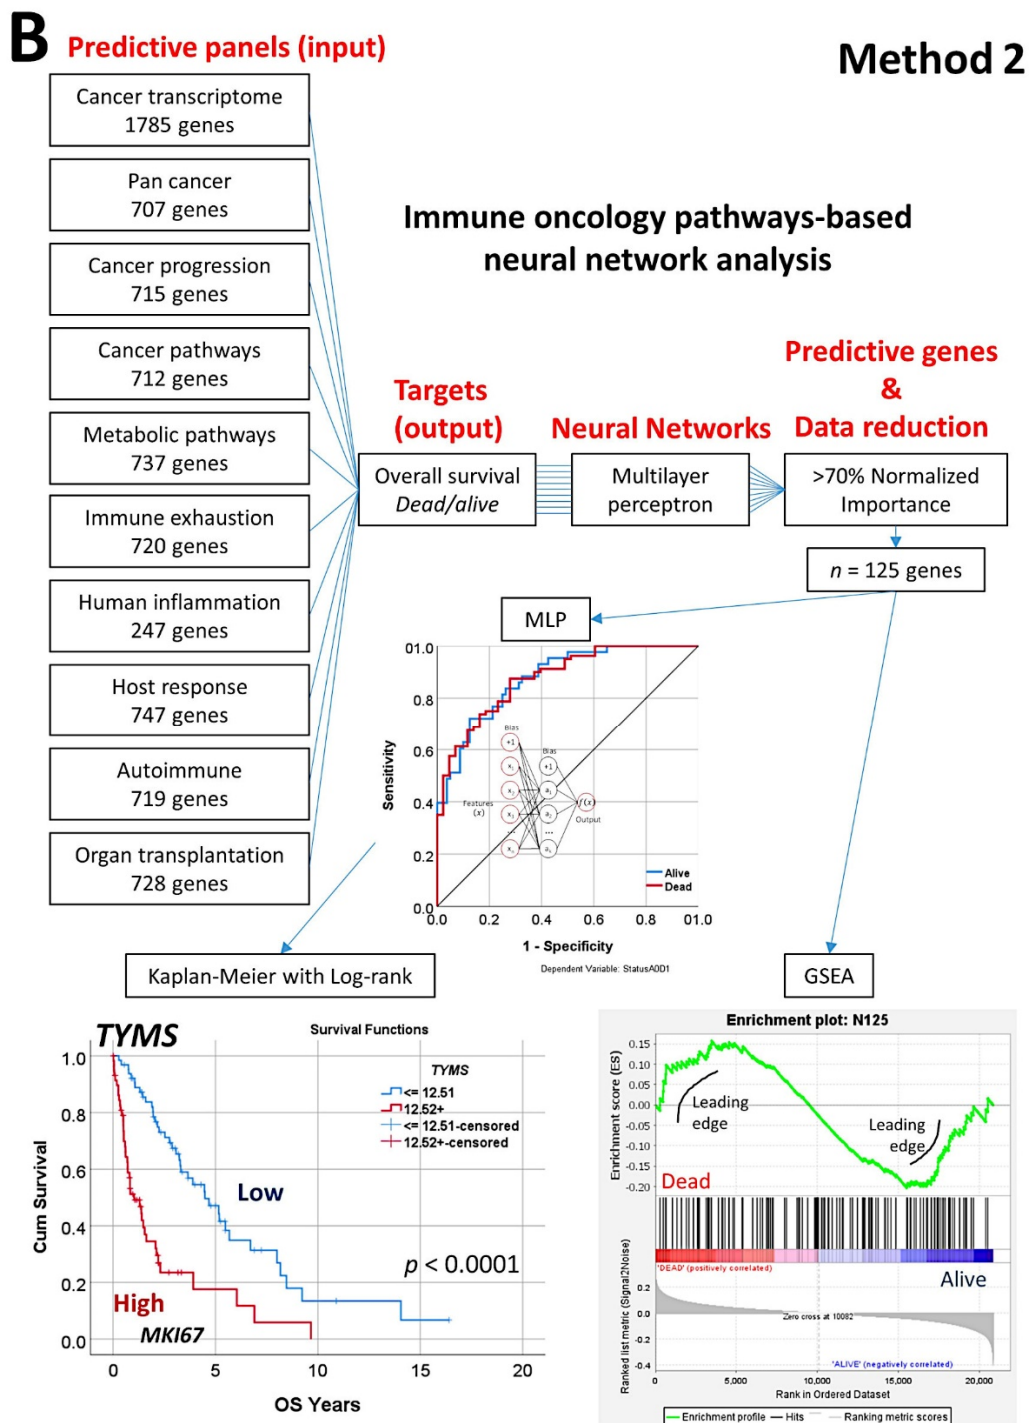 B
Predictive panels (input)
Method 2
Cancer transcriptome
1785 genes
Pan cancer
707 genes
Cancer progression
715 genes
Cancer pathways
712 genes
Metabolic pathways
737 genes
Immune exhaustion
720 genes
Human inflammation
247 genes
Host response
747 genes
Autoimmune
719 genes
Organ transplantation
728 genes
Immune oncology pathways-based
neural network analysis
Targets
(output)
Overall survival
Dead/alive
Neural Networks
Multilayer
perceptron
Predictive genes
&
Data reduction
>70% Normalized
Importance
n = 125 genes
MLP
01.0
0.8
0.6
0.4
0.2
0.0
Sensitivity
Bias
+1
x₁
x₂
x₃
...
xₙ
Features
(x)
Bias
+1
a₁
a₂
...
f(x)
Output
Alive
Dead
0.0 0.2 0.4 0.6 0.8 01.0
1 - Specificity
Dependent Variable: StatusA0D1
Kaplan-Meier with Log-rank
TYMS
Survival Functions
TYMS
<= 12.51
12.52+
<= 12.51-censored
12.52+-censored
1.0
0.8
0.6
0.4
0.2
0.0
Cum Survival
Low
p < 0.0001
High
MKI67
0 5 10 15 20
OS Years
GSEA
Enrichment plot: N125
Enrichment score (ES)
0.15
0.10
0.05
0.00
-0.05
-0.10
-0.15
-0.20
Leading
edge
Leading
edge
Dead
'DEAD' (positively correlated)
Alive
Ranked list metric (Signal2Noise)
0.2
0.0
-0.2
-0.4
Zero cross at 10082
'ALIVE' (negatively correlated)
0 5,000 10,000 15,000 20,000
Rank in Ordered Dataset
Enrichment profile Hits Ranking metric scores